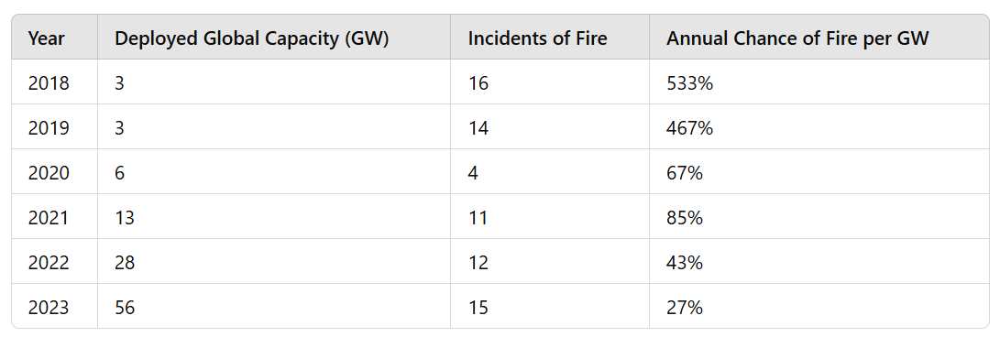 Year Deployed Global Capacity (GW) Incidents of Fire Annual Chance of Fire per GW
2018 3 16 533%
2019 3 14 467%
2020 6 4 67%
2021 13 11 85%
2022 28 12 43%
2023 56 15 27%